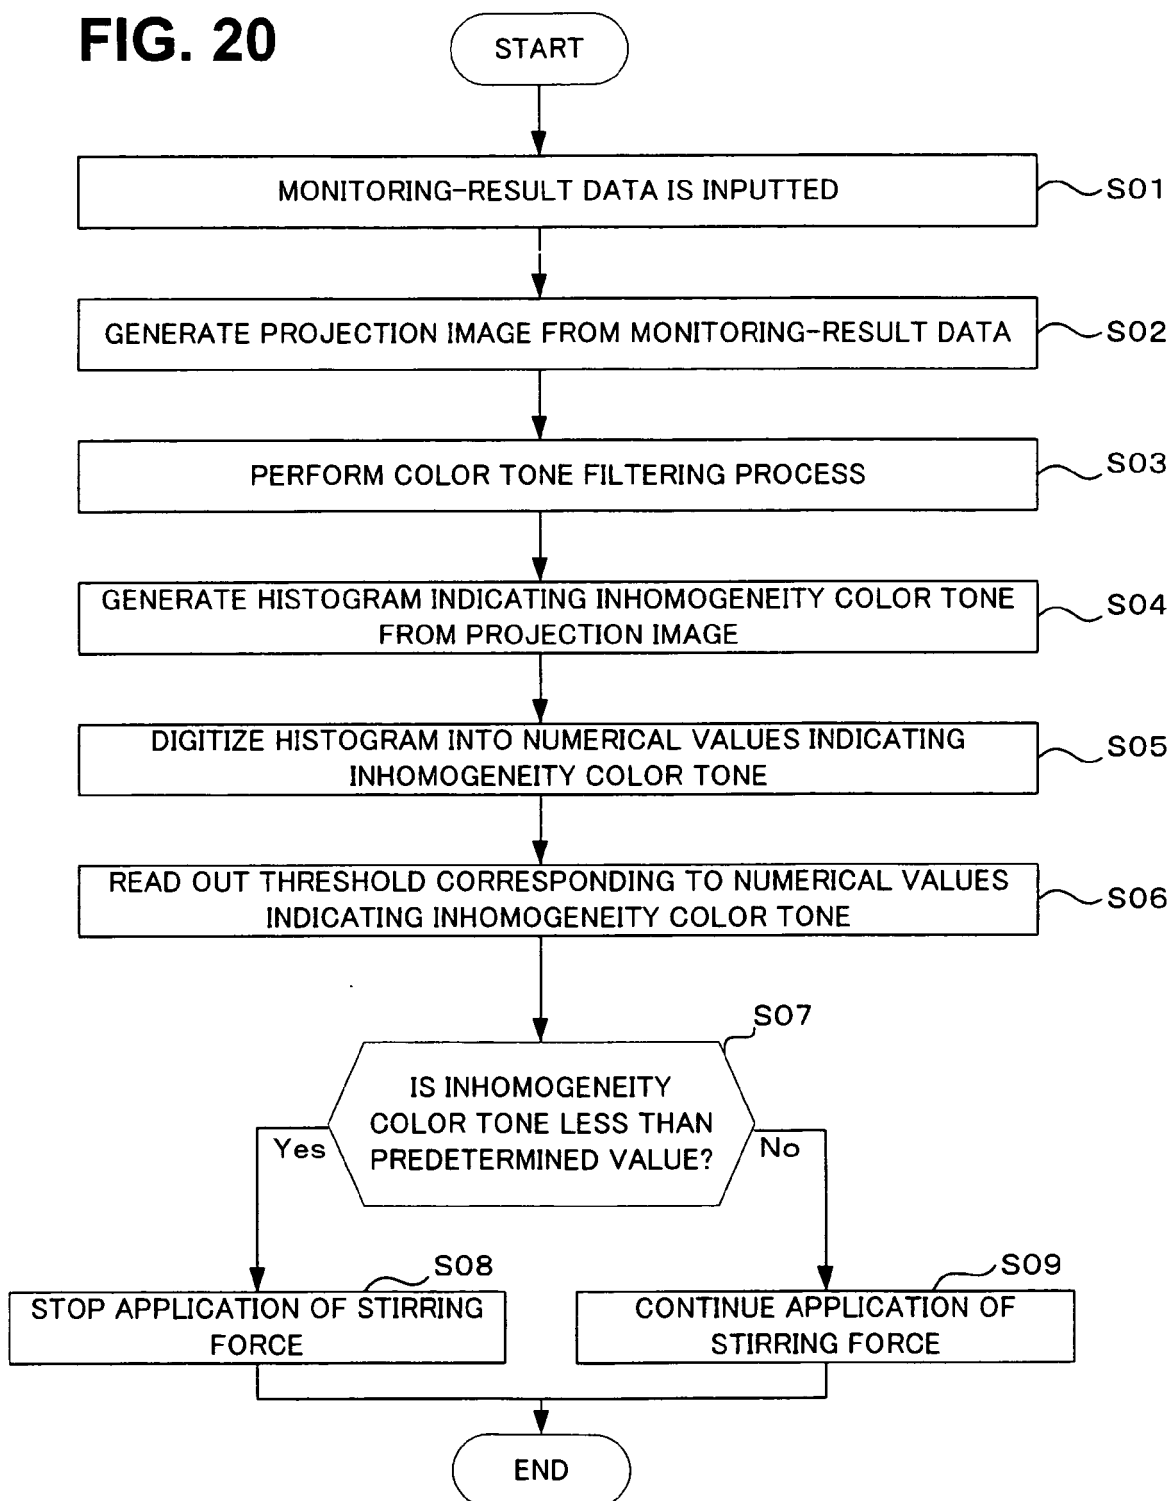 FIG. 20
START
MONITORING-RESULT DATA IS INPUTTED
S01
GENERATE PROJECTION IMAGE FROM MONITORING-RESULT DATA
S02
PERFORM COLOR TONE FILTERING PROCESS
S03
GENERATE HISTOGRAM INDICATING INHOMOGENEITY COLOR TONE
FROM PROJECTION IMAGE
S04
DIGITIZE HISTOGRAM INTO NUMERICAL VALUES INDICATING
INHOMOGENEITY COLOR TONE
S05
READ OUT THRESHOLD CORRESPONDING TO NUMERICAL VALUES
INDICATING INHOMOGENEITY COLOR TONE
S06
S07
IS INHOMOGENEITY
COLOR TONE LESS THAN
PREDETERMINED VALUE?
Yes
No
S08
STOP APPLICATION OF STIRRING
FORCE
S09
CONTINUE APPLICATION OF
STIRRING FORCE
END